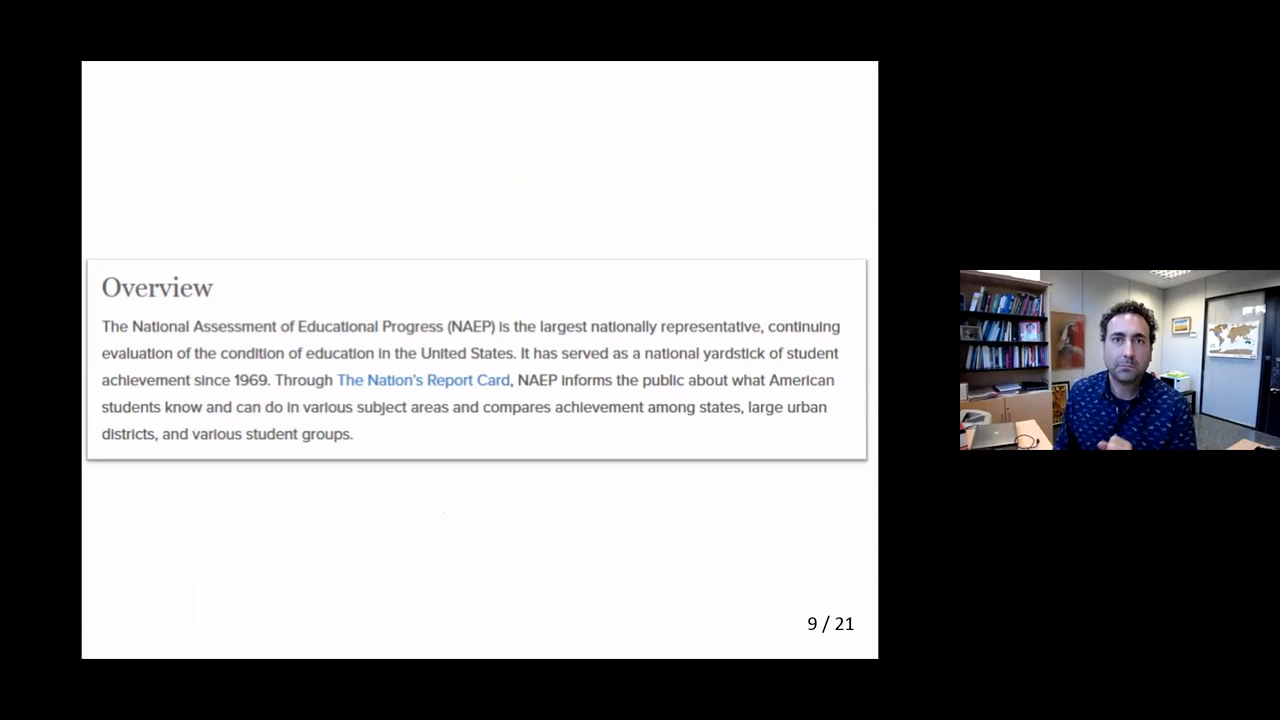 Overview
The National Assessment of Educational Progress (NAEP) is the largest nationally representative, continuing
evaluation of the condition of education in the United States. It has served as a national yardstick of student
achievement since 1969. Through The Nation's Report Card, NAEP informs the public about what American
students know and can do in various subject areas and compares achievement among states, large urban
districts, and various student groups.
9 / 21